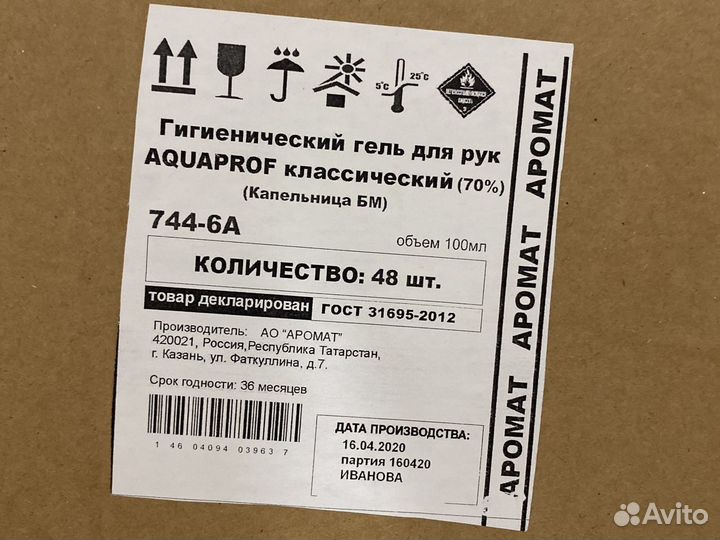 5°C
25°C
Гигиенический гель для рук
AQUAPROF классический (70%)
(Капельница БМ)
744-6А
объем 100мл
КОЛИЧЕСТВО: 48 шт.
товар декларирован ГОСТ 31695-2012
Производитель: АО "АРОМАТ"
420021, Россия,Республика Татарстан,
г. Казань, ул. Фаткуллина, д.7.
Срок годности: 36 месяцев
1 46 04094 03963 7
ДАТА ПРОИЗВОДСТВА:
16.04.2020
партия 160420
ИВАНОВА
АРОМАТ АРОМАТ АРОМАТ
Avito